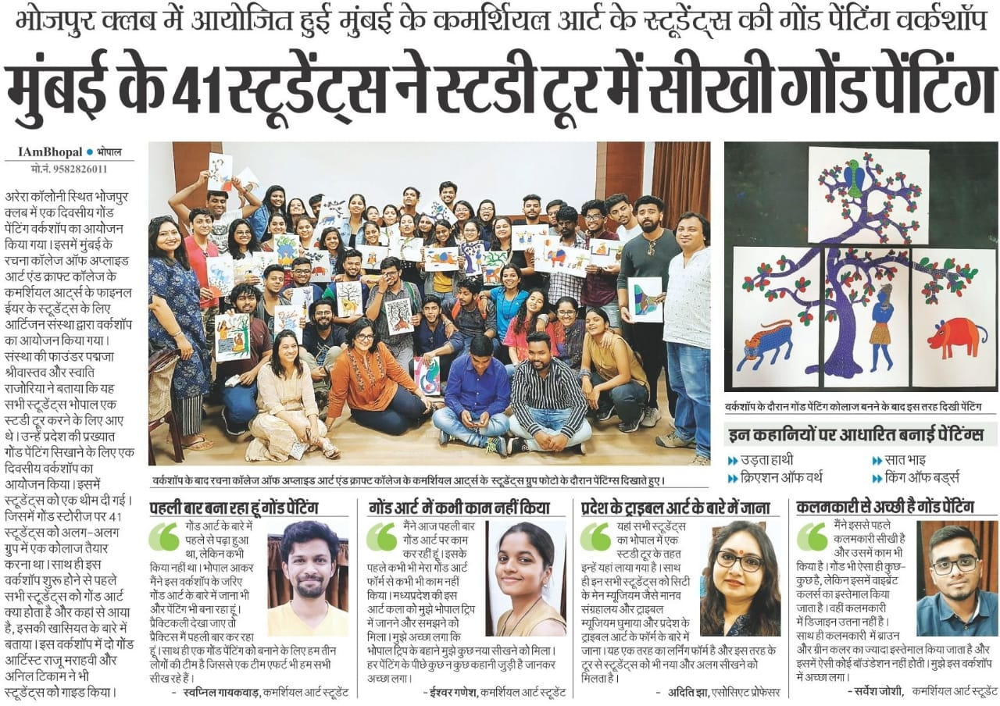 भोजपुर क्लब में आयोजित हुई मुंबई के कमर्शियल आर्ट के स्टूडेंट्स की गोंड पेंटिंग वर्कशॉप
मुंबई के 41 स्टूडेंट्स ने स्टडी टूर में सीखी गोंड पेंटिंग
IAmBhopal ● भोपाल
मो.नं. 9582826011
अरेरा कॉलोनी स्थित भोजपुर
क्लब में एक दिवसीय गोंड
पेंटिंग वर्कशॉप का आयोजन
किया गया। इसमें मुंबई के
रचना कॉलेज ऑफ अप्लाइड
आर्ट एंड क्राफ्ट कॉलेज के
कमर्शियल आर्ट्स के फाइनल
ईयर के स्टूडेंट्स के लिए
आर्टिजन संस्था द्वारा वर्कशॉप
का आयोजन किया गया।
संस्था की फाउंडर पद्मजा
श्रीवास्तव और स्वाति
राजोरिया ने बताया कि यह
सभी स्टूडेंट्स भोपाल एक
स्टडी टूर करने के लिए आए
थे। उन्हें प्रदेश की प्रख्यात
गोंड पेंटिंग सिखाने के लिए एक
दिवसीय वर्कशॉप का
आयोजन किया। इसमें
स्टूडेंट्स को एक थीम दी गई।
जिसमें गोंड स्टोरीज पर 41
स्टूडेंट्स को अलग-अलग
ग्रुप में एक कोलाज तैयार
करना था। साथ ही इस
वर्कशॉप शुरू होने से पहले
सभी स्टूडेंट्स को गोंड आर्ट
क्या होता है और कहां से आया
है, इसकी खासियत के बारे में
बताया। इस वर्कशॉप में दो गोंड
आर्टिस्ट राजू मराहवी और
अनिल टिकाम ने भी
स्टूडेंट्स को गाइड किया।
वर्कशॉप के बाद रचना कॉलेज ऑफ अप्लाइड आर्ट एंड क्राफ्ट कॉलेज के कमर्शियल आर्ट्स के स्टूडेंट्स ग्रुप फोटो के दौरान पेंटिंग्स दिखाते हुए।
वर्कशॉप के दौरान गोंड पेंटिंग कोलाज बनने के बाद इस तरह दिखी पेंटिंग
इन कहानियों पर आधारित बनाई पेंटिंग्स
उड़ता हाथी
सात भाइ
क्रिएशन ऑफ वर्थ
किंग ऑफ बर्ड्स
पहली बार बना रहा हूं गोंड पेंटिंग
गोंड आर्ट के बारे में
पहले से पढ़ा हुआ
था, लेकिन कभी
किया नहीं था। भोपाल आकर
मैंने इस वर्कशॉप के जरिए
गोंड आर्ट के बारे में जाना भी
और पेंटिंग भी बना रहा हूं।
प्रैक्टिकली देखा जाए तो
प्रैक्टिस मैं पहली बार कर रहा
हूं। साथ ही एक गोंड पेंटिंग को बनाने के लिए हम तीन
लोगों की टीम है जिससे एक टीम एफर्ट भी हम सभी
सीख रहे हैं।
- स्वप्निल गायकवाड़, कमर्शियल आर्ट स्टूडेंट
गोंड आर्ट में कभी काम नहीं किया
मैंने आज पहली बार
गोंड आर्ट पर काम
कर रही हूं। इसके
पहले कभी भी मेरा गोंड आर्ट
फॉर्म से कभी भी काम नहीं
किया। मध्यप्रदेश की इस
आर्ट कला को मुझे भोपाल ट्रिप
में जानने और समझने को
मिला। मुझे अच्छा लगा कि
भोपाल ट्रिप के बहाने मुझे कुछ नया सीखने को मिला।
हर पेंटिंग के पीछे कुछ न कुछ कहानी जुड़ी है जानकर
अच्छा लगा।
- ईश्वर गणेश, कमर्शियल आर्ट स्टूडेंट
प्रदेश के ट्राइबल आर्ट के बारे में जाना
यहां सभी स्टूडेंट्स
का भोपाल में एक
स्टडी टूर के तहत
इन्हें यहां लाया गया है। साथ
ही इन सभी स्टूडेंट्स को सिटी
के मेन म्यूजियम जैसे मानव
संग्रहालय और ट्राइबल
म्यूजियम घुमाया और प्रदेश के
ट्राइबल आर्ट के फॉर्म के बारे में
जाना। यह एक तरह का लर्निंग फॉर्म है और इस तरह के
टूर से स्टूडेंट्स को भी नया और अलग सीखने को
मिलता है।
- अदिति झा, एसोसिएट प्रोफेसर
कलमकारी से अच्छी है गोंड पेंटिंग
मैंने इससे पहले
कलमकारी सीखी है
और उसमें काम भी
किया है। गोंड भी ऐसा ही कुछ-
कुछ है, लेकिन इसमें वाइब्रेंट
कलर्स का इस्तेमाल किया
जाता है। वहीं कलमकारी
में डिजाइन उतना नहीं है।
साथ ही कलमकारी में ब्राउन
और ग्रीन कलर का ज्यादा इस्तेमाल किया जाता है और
इसमें ऐसी कोई बॉउंडेशन नहीं होती। मुझे इस वर्कशॉप
में अच्छा लगा।
- सर्वेश जोशी, कमर्शियल आर्ट स्टूडेंट